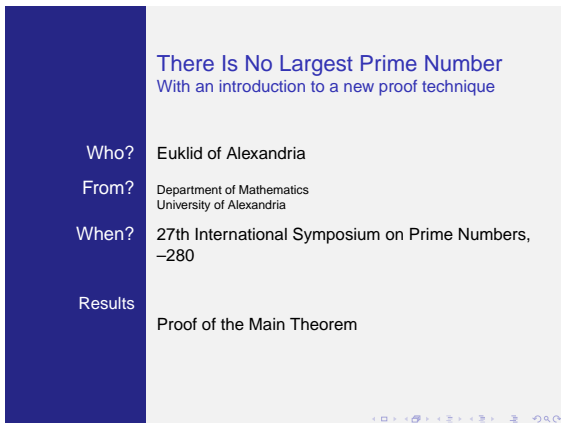 There Is No Largest Prime Number
With an introduction to a new proof technique
Who? Euklid of Alexandria
From? Department of Mathematics
University of Alexandria
When? 27th International Symposium on Prime Numbers,
–280
Results
Proof of the Main Theorem